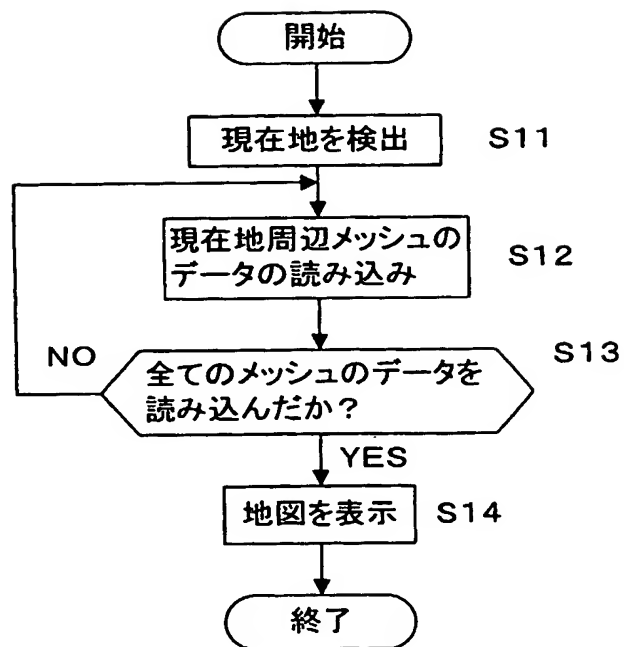 開始
現在地を検出
S11
現在地周辺メッシュの
データの読み込み
S12
S13
NO
全てのメッシュのデータを
読み込んだか？
YES
地図を表示
S14
終了